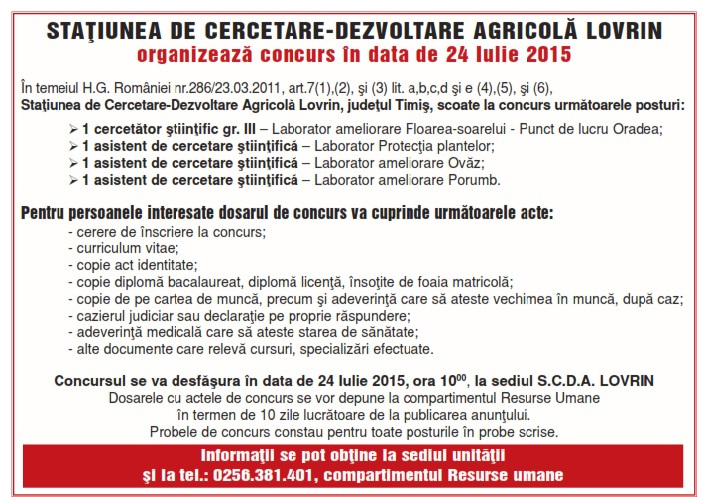 STAŢIUNEA DE CERCETARE-DEZVOLTARE AGRICOLĂ LOVRIN
organizează concurs în data de 24 Iulie 2015
În temeiul H.G. României nr.286/23.03.2011, art.7(1),(2), şi (3) lit. a,b,c,d şi e (4),(5), şi (6),
Staţiunea de Cercetare-Dezvoltare Agricolă Lovrin, judeţul Timiş, scoate la concurs următoarele posturi:
➢ 1 cercetător ştiinţific gr. III – Laborator ameliorare Floarea-soarelui - Punct de lucru Oradea;
➢ 1 asistent de cercetare ştiinţifică – Laborator Protecţia plantelor;
➢ 1 asistent de cercetare ştiinţifică – Laborator ameliorare Ovăz;
➢ 1 asistent de cercetare ştiinţifică – Laborator ameliorare Porumb.
Pentru persoanele interesate dosarul de concurs va cuprinde următoarele acte:
- cerere de înscriere la concurs;
- curriculum vitae;
- copie act identitate;
- copie diplomă bacalaureat, diplomă licenţă, însoţite de foaia matricolă;
- copie de pe cartea de muncă, precum şi adeverinţă care să ateste vechimea în muncă, după caz;
- cazierul judiciar sau declaraţie pe proprie răspundere;
- adeverinţă medicală care să ateste starea de sănătate;
- alte documente care relevă cursuri, specializări efectuate.
Concursul se va desfăşura în data de 24 Iulie 2015, ora 10⁰⁰, la sediul S.C.D.A. LOVRIN
Dosarele cu actele de concurs se vor depune la compartimentul Resurse Umane
în termen de 10 zile lucrătoare de la publicarea anunţului.
Probele de concurs constau pentru toate posturile în probe scrise.
Informaţii se pot obţine la sediul unităţii
şi la tel.: 0256.381.401, compartimentul Resurse umane